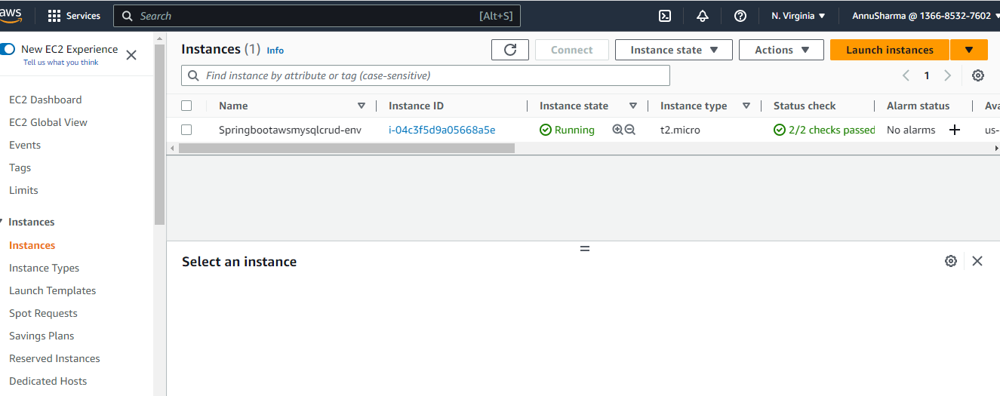 aws Services Search [Alt+S] N. Virginia AnnuSharma @ 1366-8532-7602
New EC2 Experience
Tell us what you think
EC2 Dashboard
EC2 Global View
Events
Tags
Limits
Instances
Instances
Instance Types
Launch Templates
Spot Requests
Savings Plans
Reserved Instances
Dedicated Hosts
Instances (1) Info Connect Instance state Actions Launch instances
Find instance by attribute or tag (case-sensitive) 1
Name Instance ID Instance state Instance type Status check Alarm status Ava
Springbootawsmysqlcrud-env i-04c3f5d9a05668a5e Running t2.micro 2/2 checks passed No alarms + us-
Select an instance